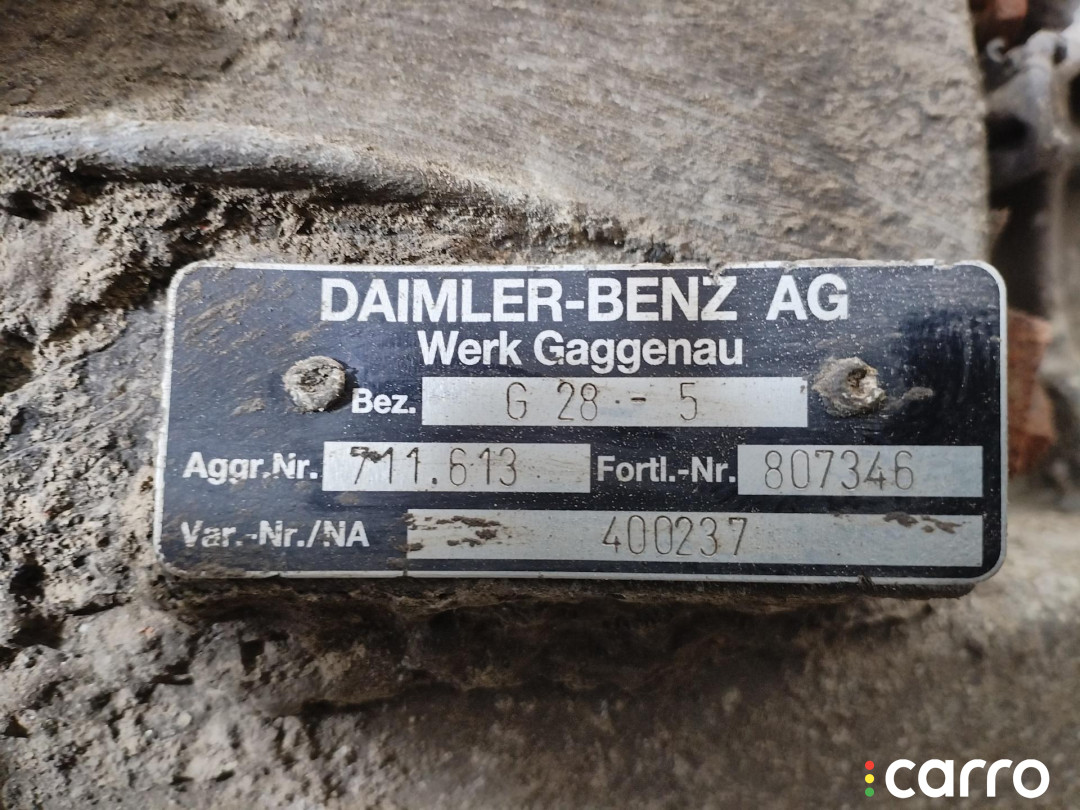 DAIMLER-BENZ AG
Werk Gaggenau
Bez. G 28 - 5
Aggr.Nr. 711.613 Fortl.-Nr. 807346
Var.-Nr./NA 400237
carro